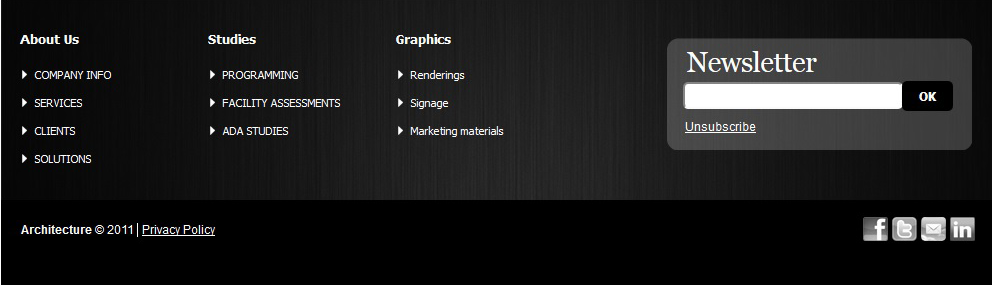 About Us
COMPANY INFO
SERVICES
CLIENTS
SOLUTIONS
Studies
PROGRAMMING
FACILITY ASSESSMENTS
ADA STUDIES
Graphics
Renderings
Signage
Marketing materials
Newsletter
OK
Unsubscribe
Architecture © 2011 | Privacy Policy
f t in